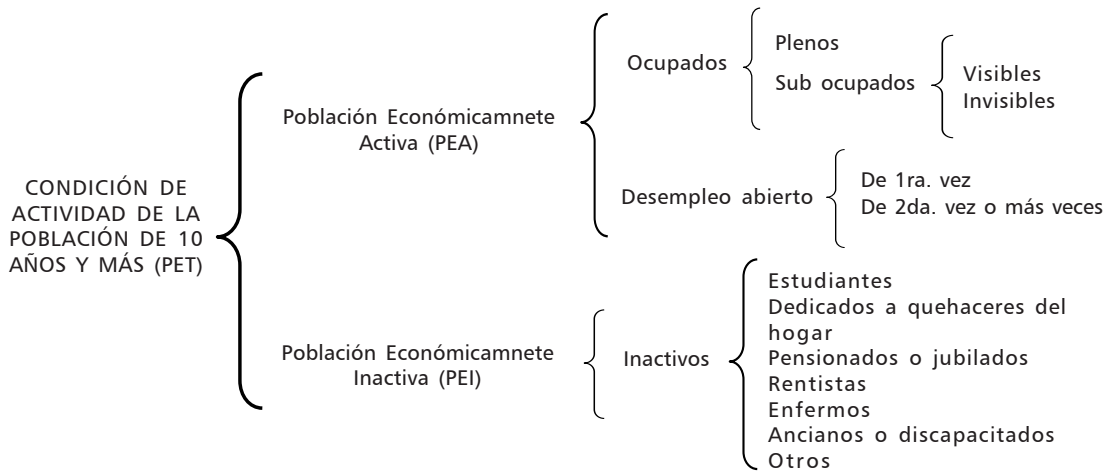 CONDICIÓN DE
ACTIVIDAD DE LA
POBLACIÓN DE 10
AÑOS Y MÁS (PET)
Población Económicamnete
Activa (PEA)
Ocupados
Plenos
Sub ocupados
Visibles
Invisibles
Desempleo abierto
De 1ra. vez
De 2da. vez o más veces
Población Económicamnete
Inactiva (PEI)
Inactivos
Estudiantes
Dedicados a quehaceres del
hogar
Pensionados o jubilados
Rentistas
Enfermos
Ancianos o discapacitados
Otros